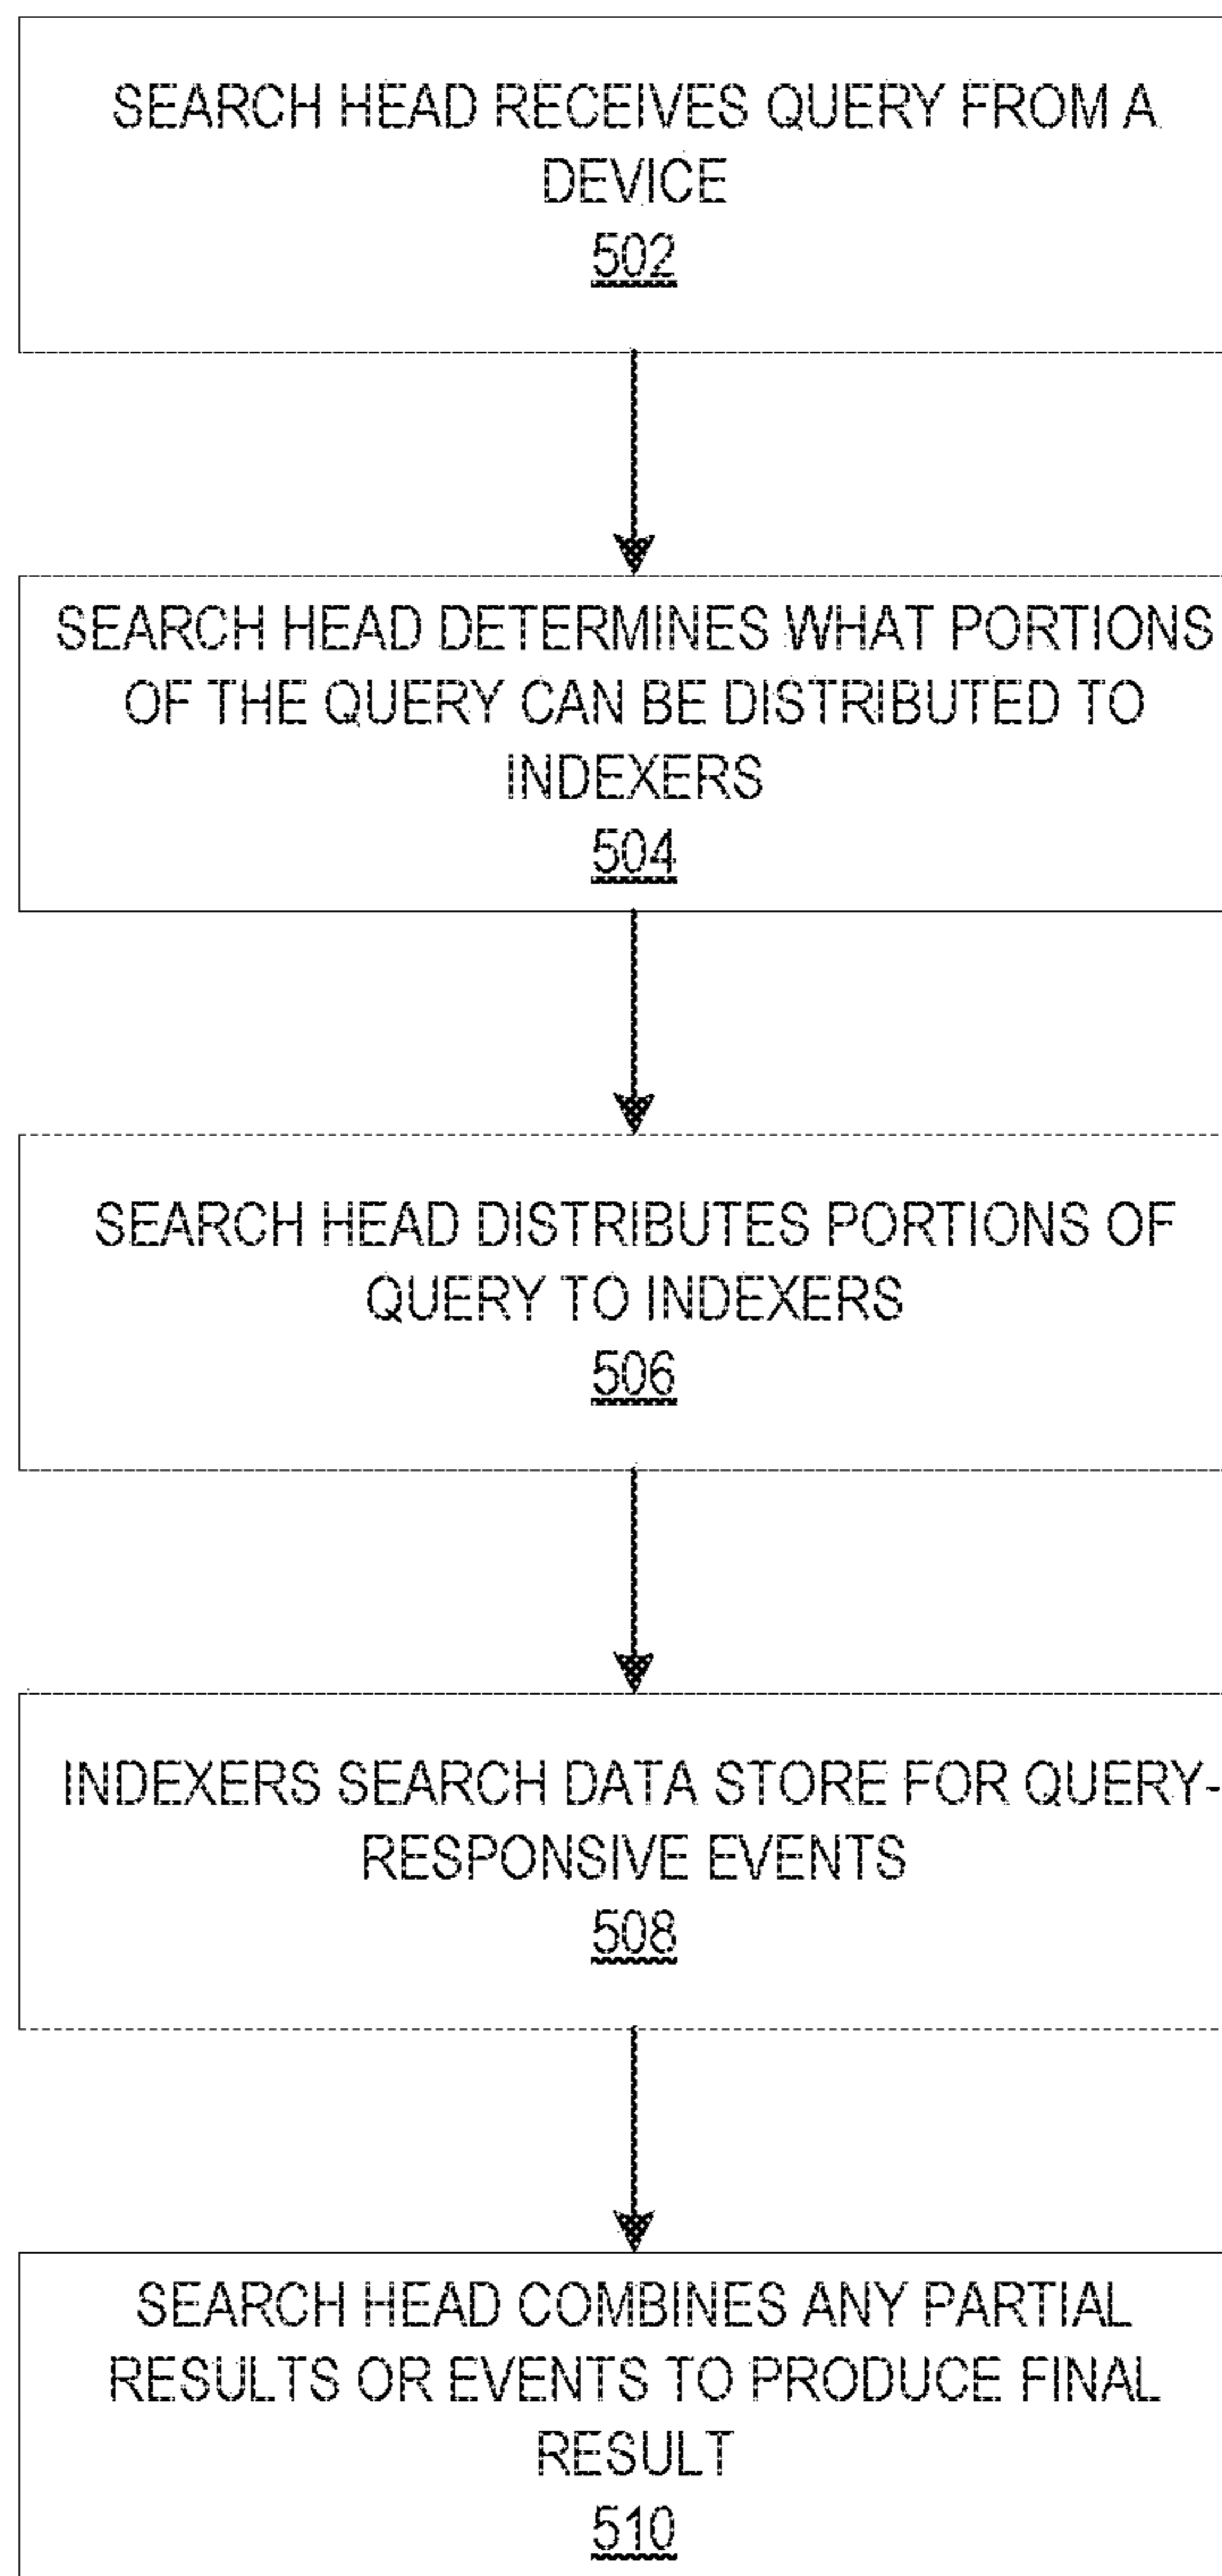 SEARCH HEAD RECEIVES QUERY FROM A
DEVICE
502
SEARCH HEAD DETERMINES WHAT PORTIONS
OF THE QUERY CAN BE DISTRIBUTED TO
INDEXERS
504
SEARCH HEAD DISTRIBUTES PORTIONS OF
QUERY TO INDEXERS
506
INDEXERS SEARCH DATA STORE FOR QUERY-
RESPONSIVE EVENTS
508
SEARCH HEAD COMBINES ANY PARTIAL
RESULTS OR EVENTS TO PRODUCE FINAL
RESULT
510